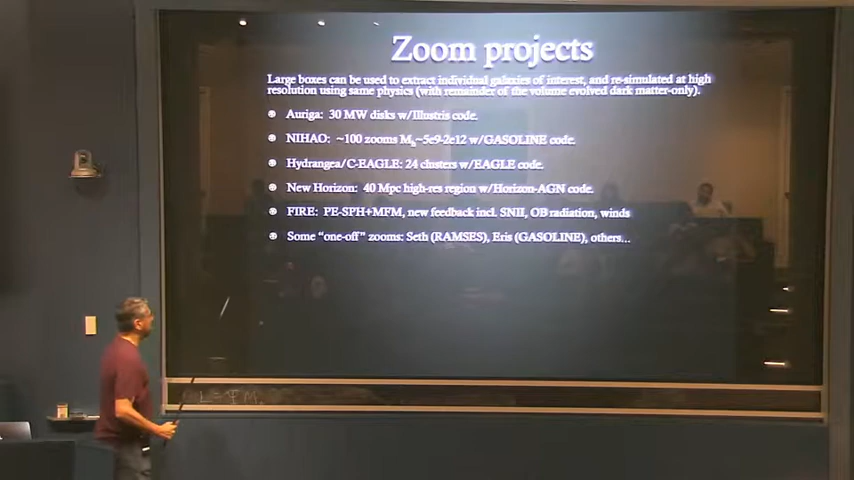 Zoom projects
Large boxes can be used to extract individual galaxies of interest, and re-simulated at high
resolution using same physics (with remainder of the volume evolved dark matter-only).
Auriga: 30 MW disks w/Illustris code.
NIHAO: ~100 zooms Mh~5e9-2e12 w/GASOLINE code.
Hydrangea/C-EAGLE: 24 clusters w/EAGLE code.
New Horizon: 40 Mpc high-res region w/Horizon-AGN code.
FIRE: PE-SPH+MFM, new feedback incl. SNII, OB radiation, winds
Some “one-off” zooms: Seth (RAMSES), Eris (GASOLINE), others...